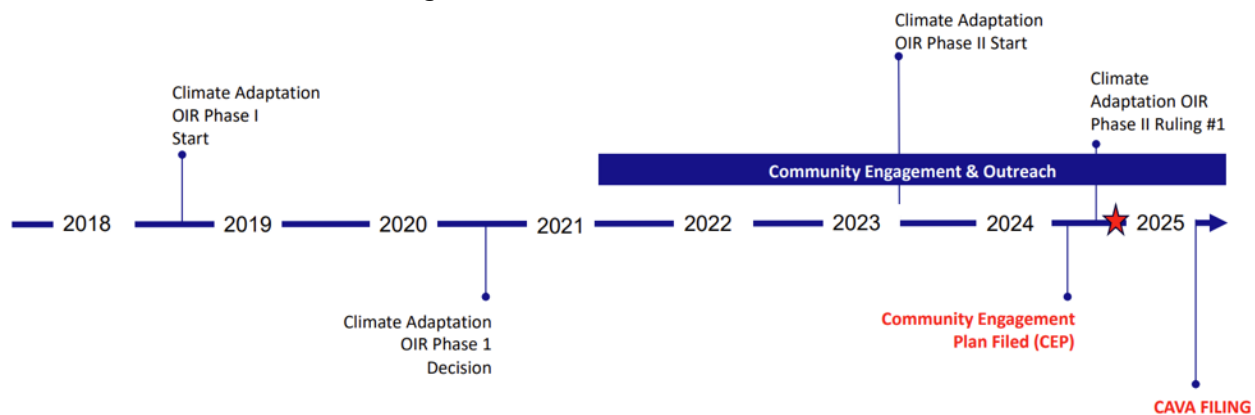 Climate Adaptation
OIR Phase II Start
Climate Adaptation
OIR Phase I
Start
Climate
Adaptation OIR
Phase II Ruling #1
Community Engagement & Outreach
2018 2019 2020 2021 2022 2023 2024 2025
Climate Adaptation
OIR Phase 1
Decision
Community Engagement
Plan Filed (CEP)
CAVA FILING